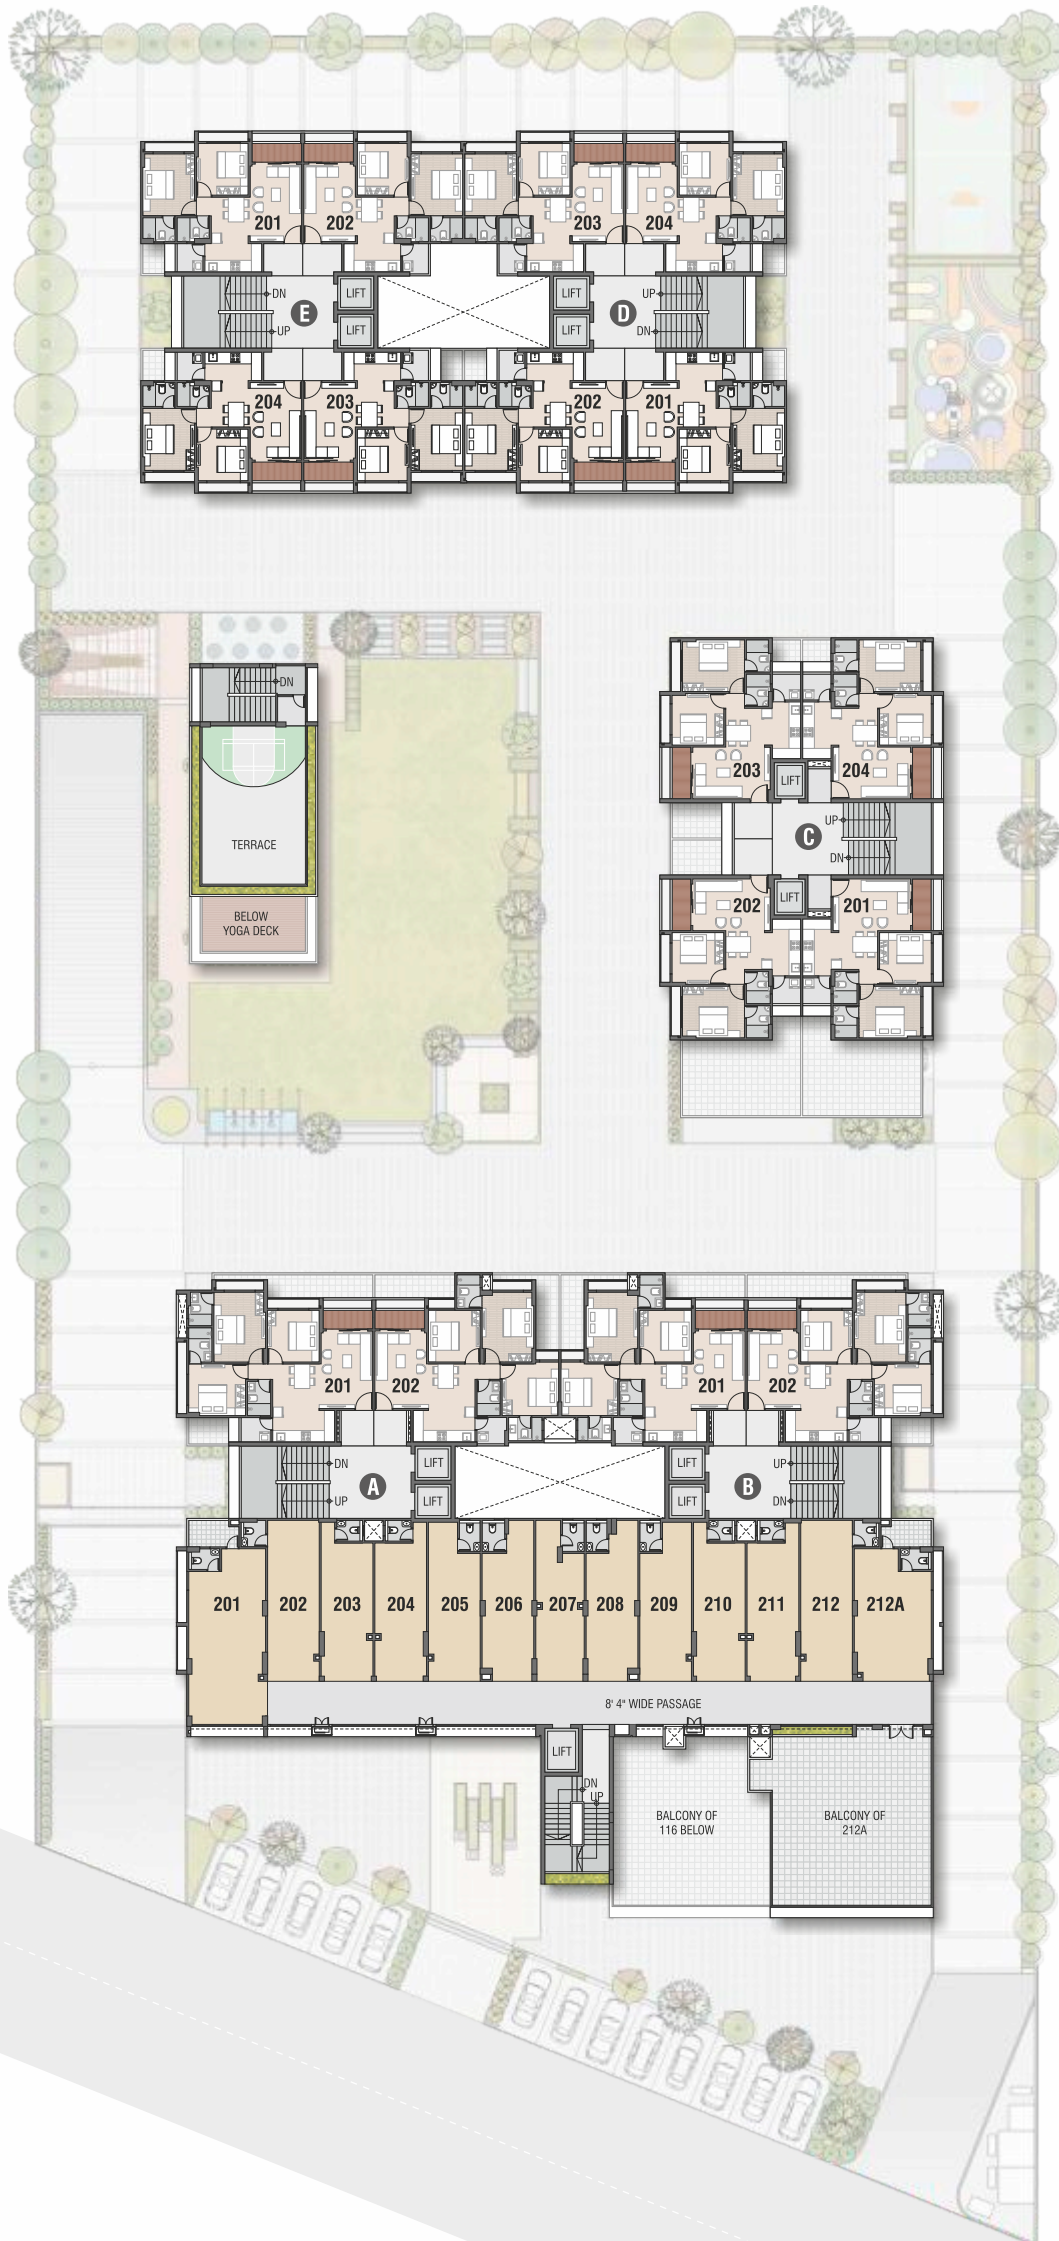 201
202
203
204
DN
UP
E
LIFT
LIFT
LIFT
LIFT
D
UP
DN
204
203
202
201
DN
TERRACE
BELOW
YOGA DECK
203
204
LIFT
UP
C
DN
LIFT
202
201
201
202
201
202
DN
UP
A
LIFT
LIFT
LIFT
LIFT
B
UP
DN
201
202
203
204
205
206
207
208
209
210
211
212
212A
8' 4" WIDE PASSAGE
LIFT
DN
UP
BALCONY OF
116 BELOW
BALCONY OF
212A